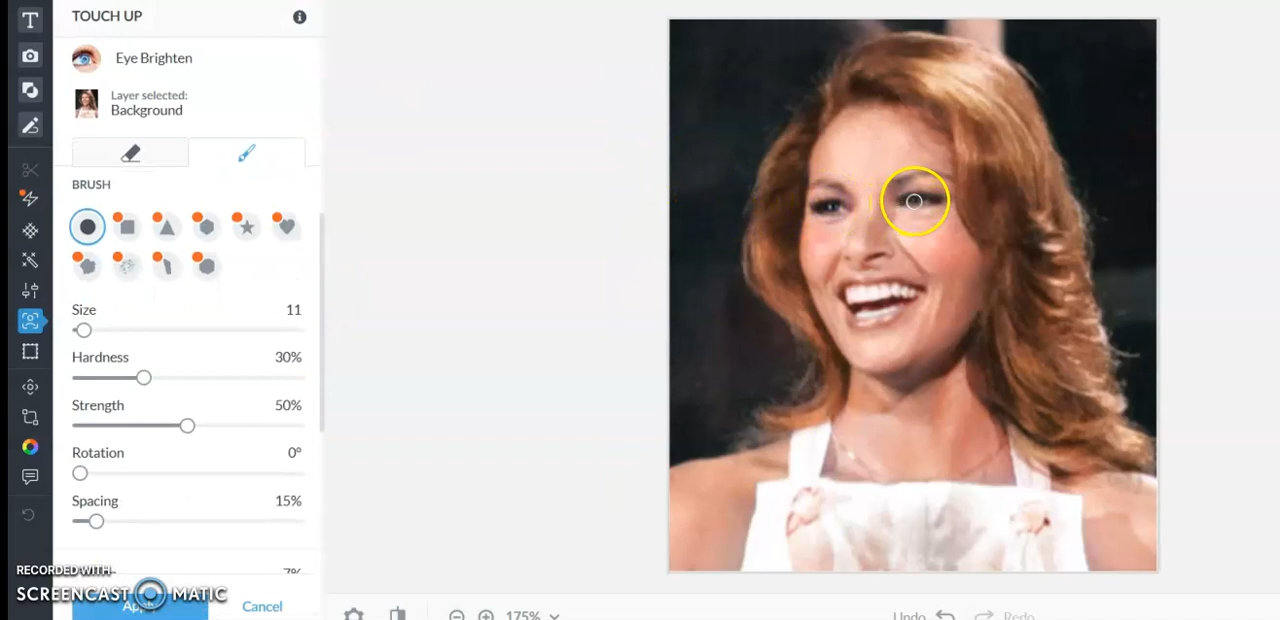 T
TOUCH UP
Eye Brighten
Layer selected:
Background
BRUSH
Size 11
Hardness 30%
Strength 50%
Rotation 0°
Spacing 15%
7%
RECORDED WITH
SCREENCAST MATIC
Cancel
175%
Undo
Redo